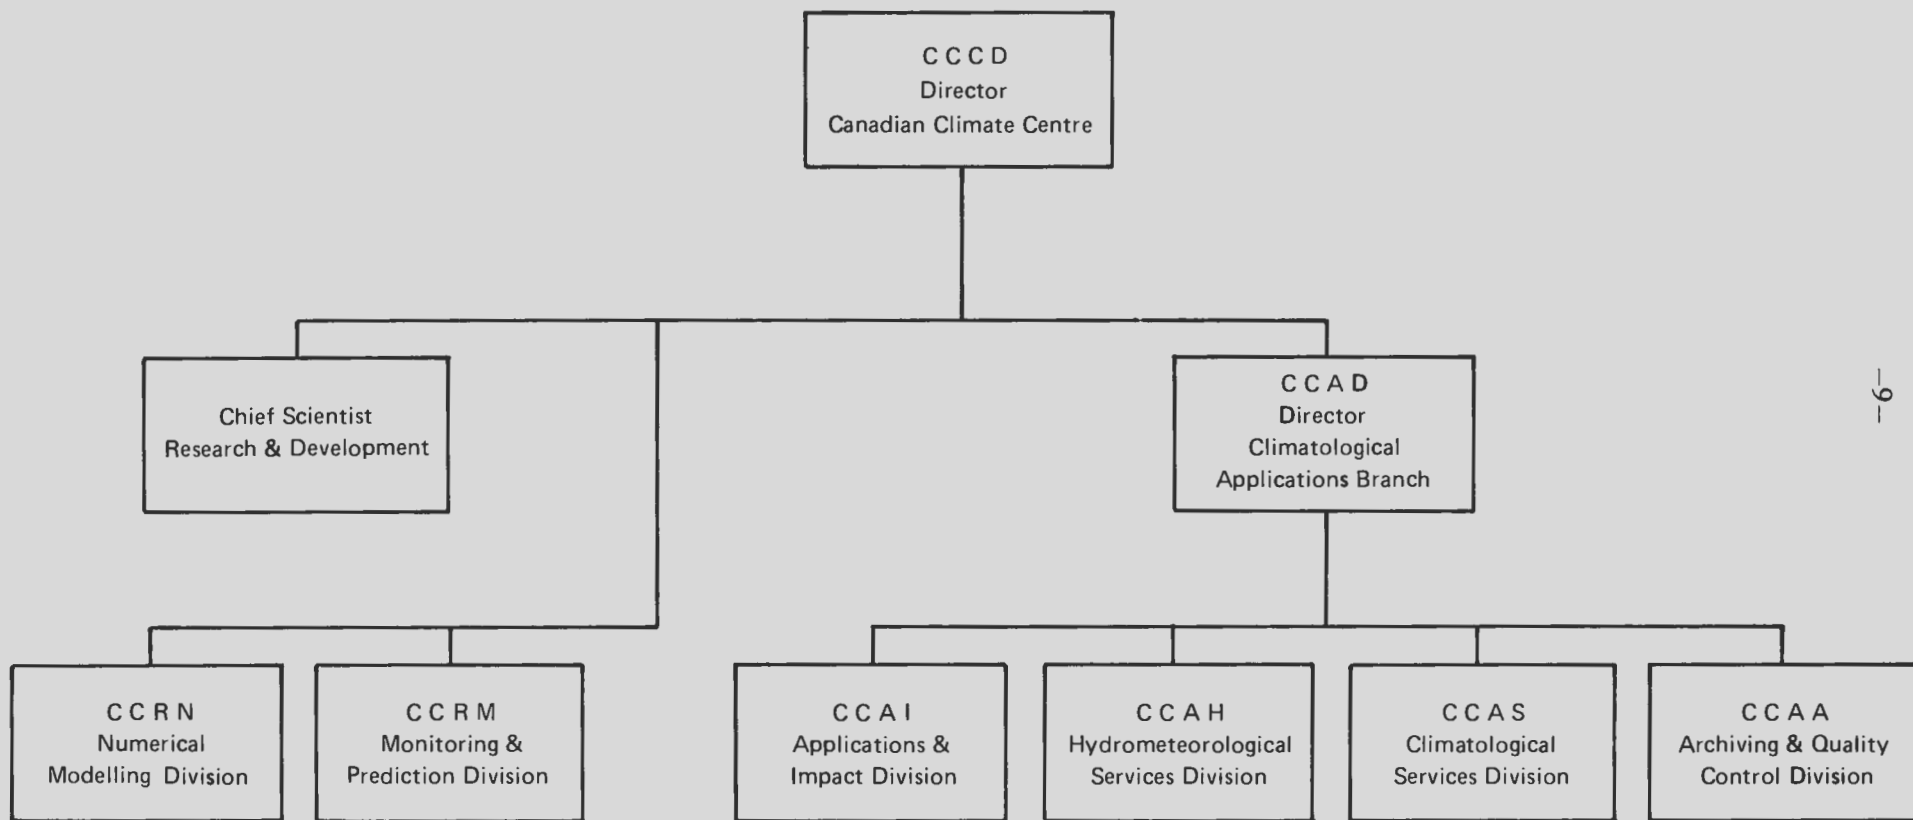 C C C D
Director
Canadian Climate Centre
Chief Scientist
Research & Development
C C A D
Director
Climatological
Applications Branch
-6-
C C R N
Numerical
Modelling Division
C C R M
Monitoring &
Prediction Division
C C A I
Applications &
Impact Division
C C A H
Hydrometeorological
Services Division
C C A S
Climatological
Services Division
C C A A
Archiving & Quality
Control Division